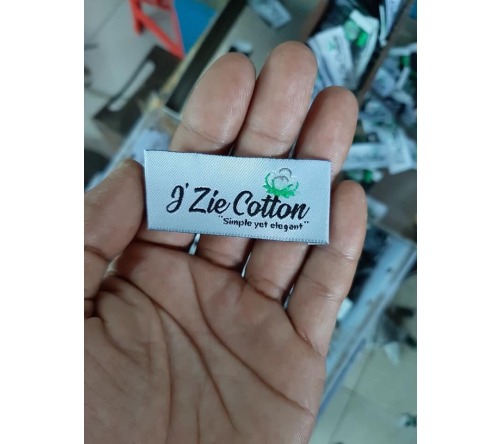 J'Zie Cotton
"Simple yet elegant"